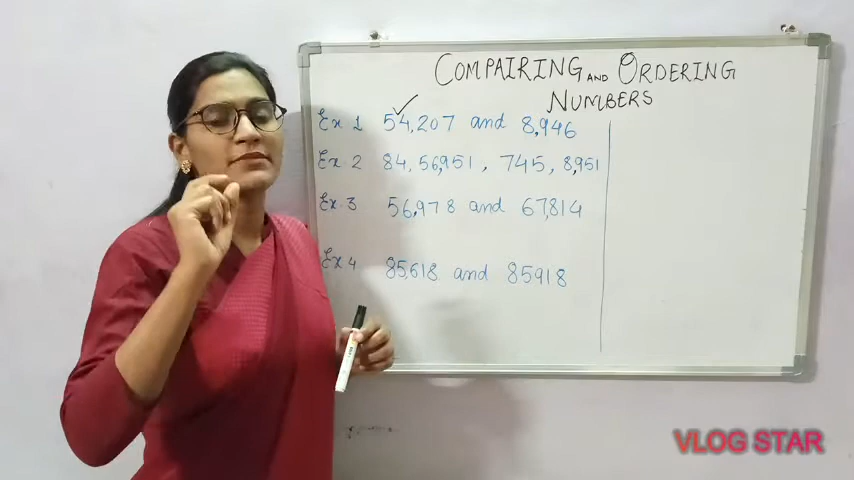 COMPAIRING AND ORDERING
NUMBERS
Ex 1 54,207 and 8,946
Ex 2 84,56,951, 745, 8,951
Ex. 3 56,978 and 67,814
Ex. 4 85,618 and 85918
VLOG STAR